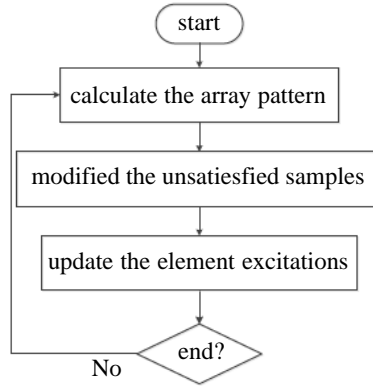 start
calculate the array pattern
modified the unsatiesfied samples
update the element excitations
end?
No